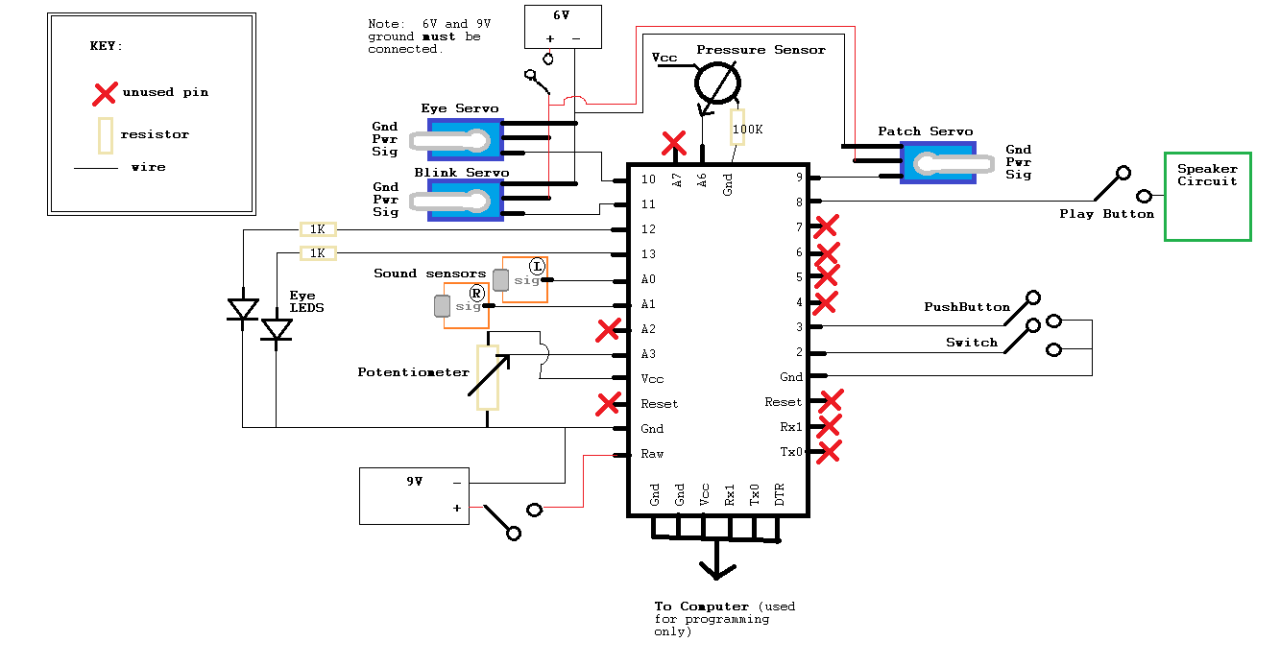 KEY:
unused pin
resistor
wire
Note:  6V and 9V
ground must be
connected.
6V
+ −
Vcc
Pressure Sensor
100K
Eye Servo
Gnd
Pwr
Sig
Blink Servo
Gnd
Pwr
Sig
Patch Servo
Gnd
Pwr
Sig
Play Button
Speaker
Circuit
1K
1K
Eye
LEDS
Sound sensors
L
sig
R
sig
Potentiometer
PushButton
Switch
A7
A6
Gnd
10
11
12
13
A0
A1
A2
A3
Vcc
Reset
Gnd
Raw
9
8
7
6
5
4
3
2
Gnd
Reset
Rx1
Tx0
Gnd
Gnd
Vcc
Rx1
Tx0
DTR
9V
−
+
To Computer (used
for programming
only)